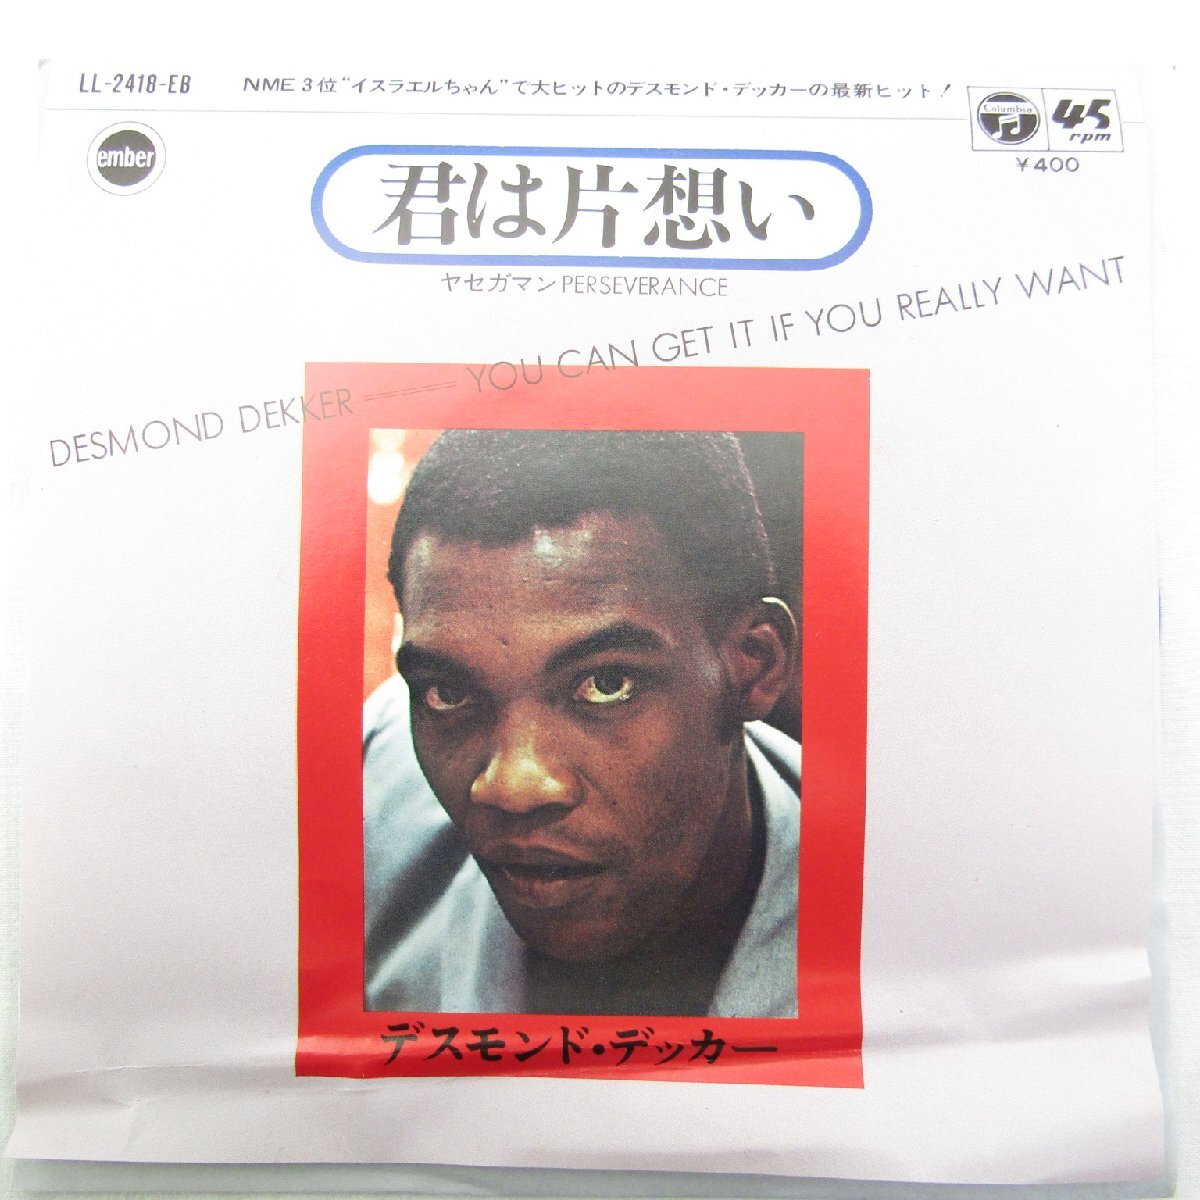 LL-2418-EB
NME3位“イスラエルちゃん”で大ヒットのデスモンド・デッカーの最新ヒット!
ember
Columbia
45
rpm
¥400
君は片想い
ヤセガマン PERSEVERANCE
DESMOND DEKKER YOU CAN GET IT IF YOU REALLY WANT
デスモンド・デッカー